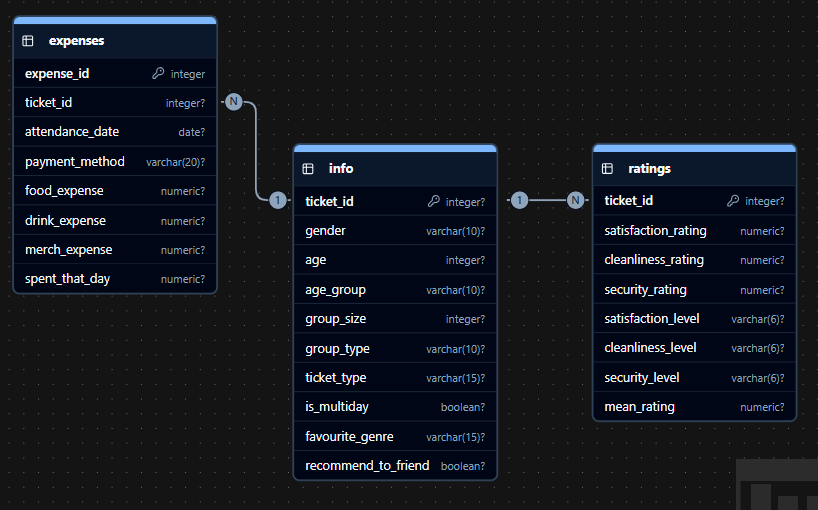 expenses
expense_id integer
ticket_id integer?
attendance_date date?
payment_method varchar(20)?
food_expense numeric?
drink_expense numeric?
merch_expense numeric?
spent_that_day numeric?
N
1
info
ticket_id integer?
gender varchar(10)?
age integer?
age_group varchar(10)?
group_size integer?
group_type varchar(10)?
ticket_type varchar(15)?
is_multiday boolean?
favourite_genre varchar(15)?
recommend_to_friend boolean?
1
N
ratings
ticket_id integer?
satisfaction_rating numeric?
cleanliness_rating numeric?
security_rating numeric?
satisfaction_level varchar(6)?
cleanliness_level varchar(6)?
security_level varchar(6)?
mean_rating numeric?